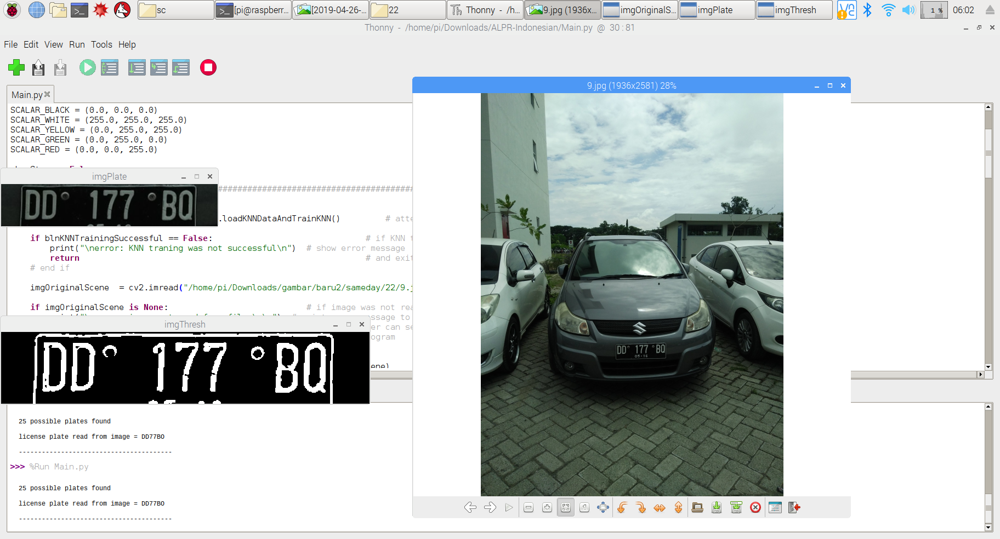 sc
[pi@raspberr...
[2019-04-26-...
22
Thonny - /h...
9.jpg (1936x...
imgOriginalS...
imgPlate
imgThresh
1 %
06:02
Thonny - /home/pi/Downloads/ALPR-Indonesian/Main.py @ 30:81
File Edit View Run Tools Help
Main.py
SCALAR_BLACK = (0.0, 0.0, 0.0)
SCALAR_WHITE = (255.0, 255.0, 255.0)
SCALAR_YELLOW = (0.0, 255.0, 255.0)
SCALAR_GREEN = (0.0, 255.0, 0.0)
SCALAR_RED = (0.0, 0.0, 255.0)
imgPlate
DD 177 BQ
.loadKNNDataAndTrainKNN() # atte
if blnKNNTrainingSuccessful == False: # if KNN t
print("\nerror: KNN traning was not successful\n") # show error message
return # and exit
# end if
imgOriginalScene = cv2.imread("/home/pi/Downloads/gambar/baru2/sameday/22/9.j
if imgOriginalScene is None: # if image was not rea
ssage to
er can se
ogram
ene)
imgThresh
DD 177 BQ
25 possible plates found
license plate read from image = DD77BO
----------------------------------------
>>> %Run Main.py
25 possible plates found
license plate read from image = DD77BO
----------------------------------------
9.jpg (1936x2581) 28%
DD 177 BQ
05-16